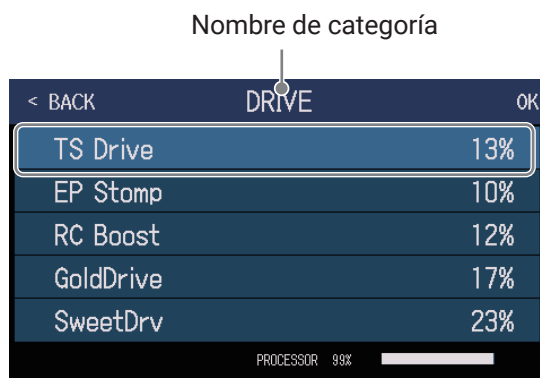 Nombre de categoría
< BACK DRIVE OK
TS Drive 13%
EP Stomp 10%
RC Boost 12%
GoldDrive 17%
SweetDrv 23%
PROCESSOR 99%